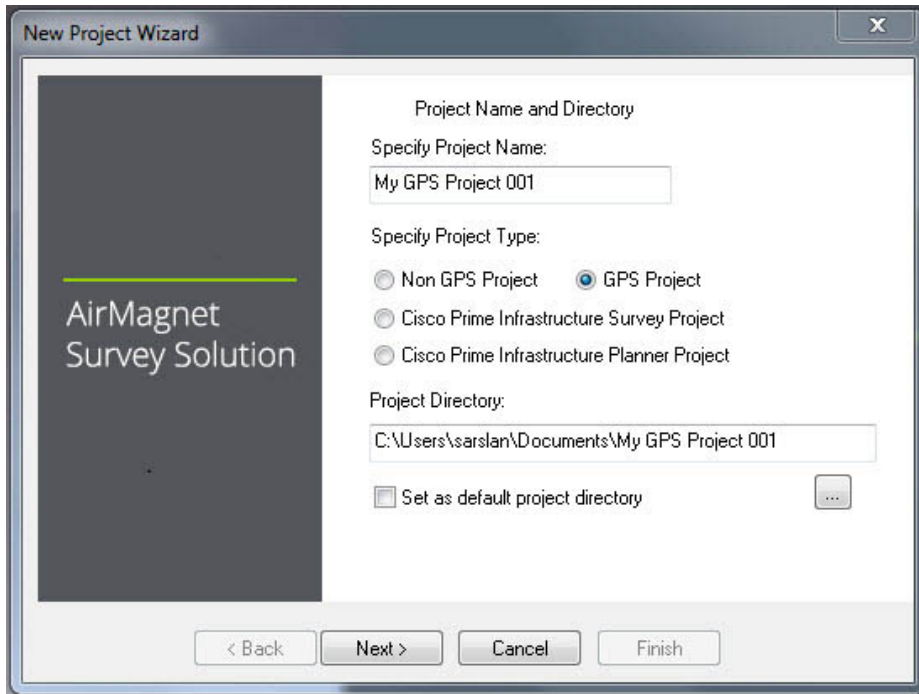 New Project Wizard
X
AirMagnet
Survey Solution
Project Name and Directory
Specify Project Name:
My GPS Project 001
Specify Project Type:
Non GPS Project GPS Project
Cisco Prime Infrastructure Survey Project
Cisco Prime Infrastructure Planner Project
Project Directory:
C:\Users\sarslan\Documents\My GPS Project 001
Set as default project directory ...
< Back Next > Cancel Finish